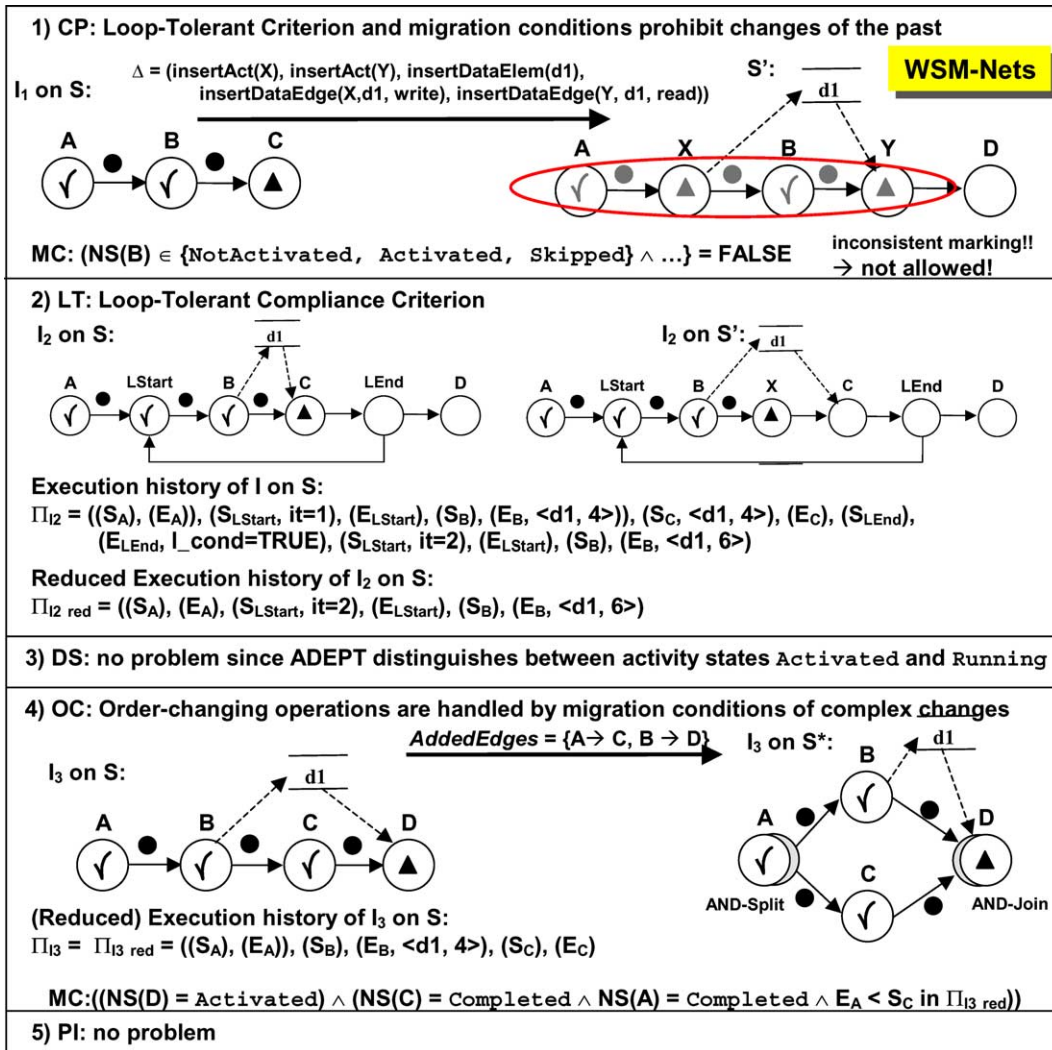 1) CP: Loop-Tolerant Criterion and migration conditions prohibit changes of the past
WSM-Nets
I1 on S:
Δ = (insertAct(X), insertAct(Y), insertDataElem(d1),
insertDataEdge(X,d1, write), insertDataEdge(Y, d1, read))
S':
d1
A B C
A X B Y D
MC: (NS(B) ∈ {NotActivated, Activated, Skipped} ∧ ...} = FALSE
inconsistent marking!!
→ not allowed!
2) LT: Loop-Tolerant Compliance Criterion
I2 on S:
d1
A LStart B C LEnd D
I2 on S':
d1
A LStart B X C LEnd D
Execution history of I on S:
ΠI2 = ((SA), (EA)), (SLStart, it=1), (ELStart), (SB), (EB, <d1, 4>)), (SC, <d1, 4>), (EC), (SLEnd),
(ELEnd, l_cond=TRUE), (SLStart, it=2), (ELStart), (SB), (EB, <d1, 6>)
Reduced Execution history of I2 on S:
ΠI2 red = ((SA), (EA), (SLStart, it=2), (ELStart), (SB), (EB, <d1, 6>)
3) DS: no problem since ADEPT distinguishes between activity states Activated and Running
4) OC: Order-changing operations are handled by migration conditions of complex changes
AddedEdges = {A→ C, B → D}
I3 on S:
d1
A B C D
I3 on S*:
d1
B
A D
C
AND-Split AND-Join
(Reduced) Execution history of I3 on S:
ΠI3 = ΠI3 red = ((SA), (EA)), (SB), (EB, <d1, 4>), (SC), (EC)
MC:((NS(D) = Activated) ∧ (NS(C) = Completed ∧ NS(A) = Completed ∧ EA < SC in ΠI3 red))
5) PI: no problem